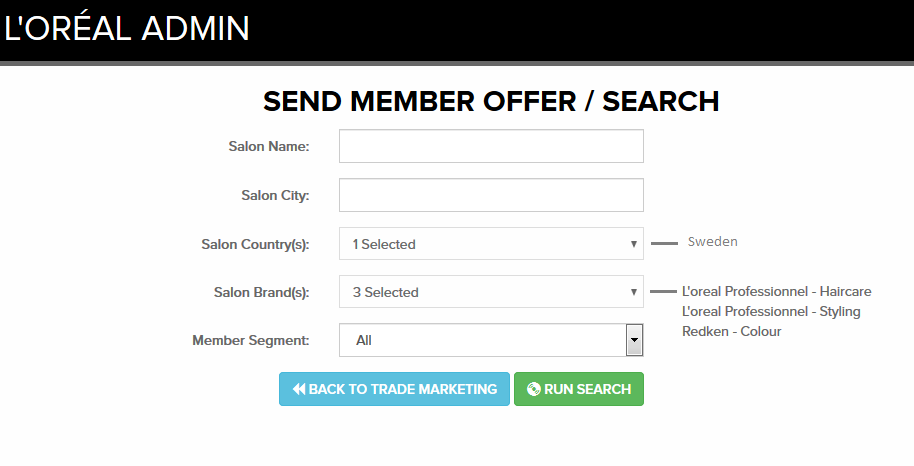 L'ORÉAL ADMIN
SEND MEMBER OFFER / SEARCH
Salon Name:
Salon City:
Salon Country(s): 1 Selected Sweden
Salon Brand(s): 3 Selected L'oreal Professionnel - Haircare
L'oreal Professionnel - Styling
Redken - Colour
Member Segment: All
BACK TO TRADE MARKETING RUN SEARCH